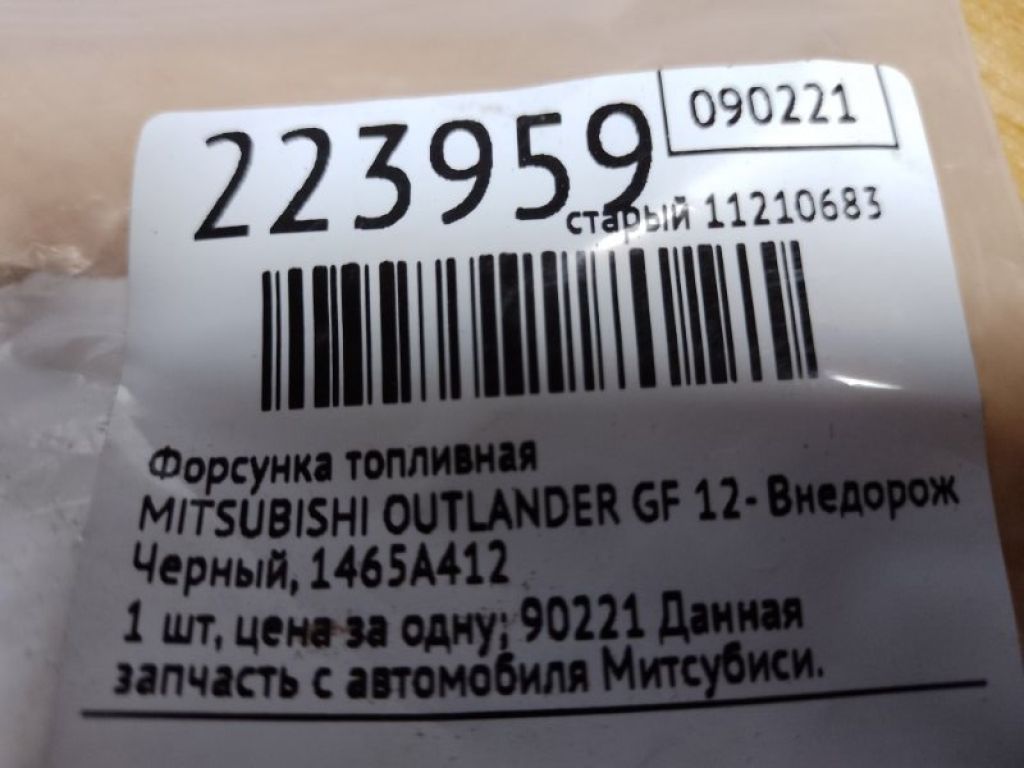 090221
223959
старый 11210683
Форсунка топливная
MITSUBISHI OUTLANDER GF 12- Внедорож
Черный, 1465A412
1 шт, цена за одну; 90221 Данная
запчасть с автомобиля Митсубиси.